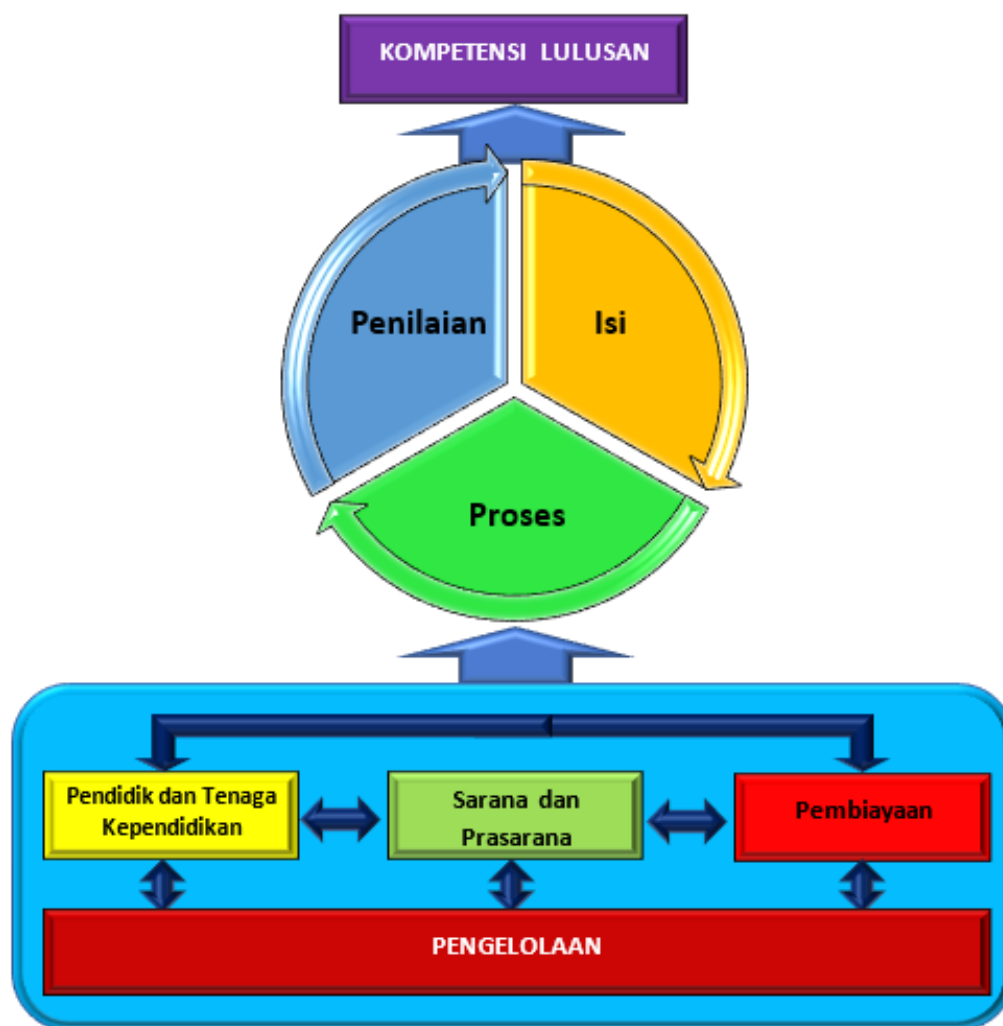 KOMPETENSI LULUSAN
Penilaian
Isi
Proses
Pendidik dan Tenaga
Kependidikan
Sarana dan
Prasarana
Pembiayaan
PENGELOLAAN